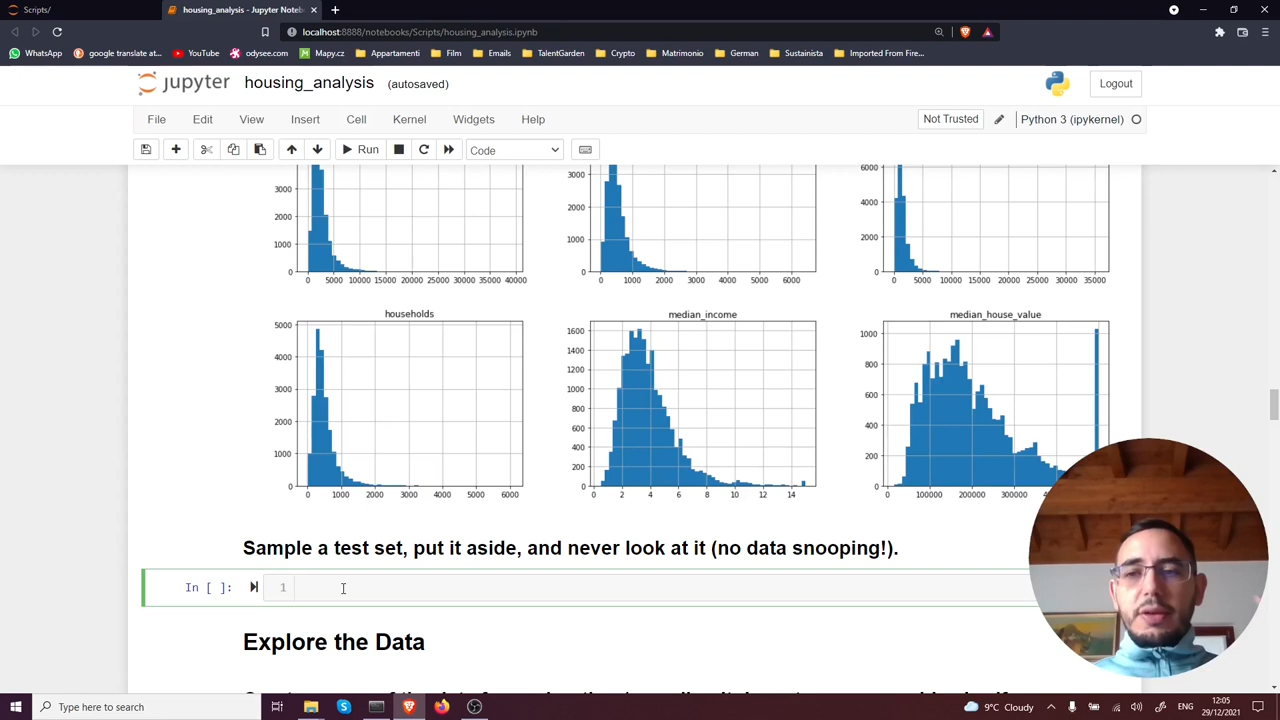 Scripts/
housing_analysis - Jupyter Noteb
localhost:8888/notebooks/Scripts/housing_analysis.ipynb
WhatsApp google translate at... YouTube odysee.com Mapy.cz Appartamenti Film Emails TalentGarden Crypto Matrimonio German Sustainista Imported From Fire...
jupyter housing_analysis (autosaved) Logout
File Edit View Insert Cell Kernel Widgets Help Not Trusted Python 3 (ipykernel)
Run Code
3000
2000
1000
0
0 5000 10000 15000 20000 25000 30000 35000 40000
3000
2000
1000
0
0 1000 2000 3000 4000 5000 6000
6000
4000
2000
0
0 5000 10000 15000 20000 25000 30000 35000
households
5000
4000
3000
2000
1000
0
0 1000 2000 3000 4000 5000 6000
median_income
1600
1400
1200
1000
800
600
400
200
0
0 2 4 6 8 10 12 14
median_house_value
1000
800
600
400
200
0
0 100000 200000 300000
Sample a test set, put it aside, and never look at it (no data snooping!).
In [ ]: 1
Explore the Data
Type here to search
9°C Cloudy
12:05
29/12/2021